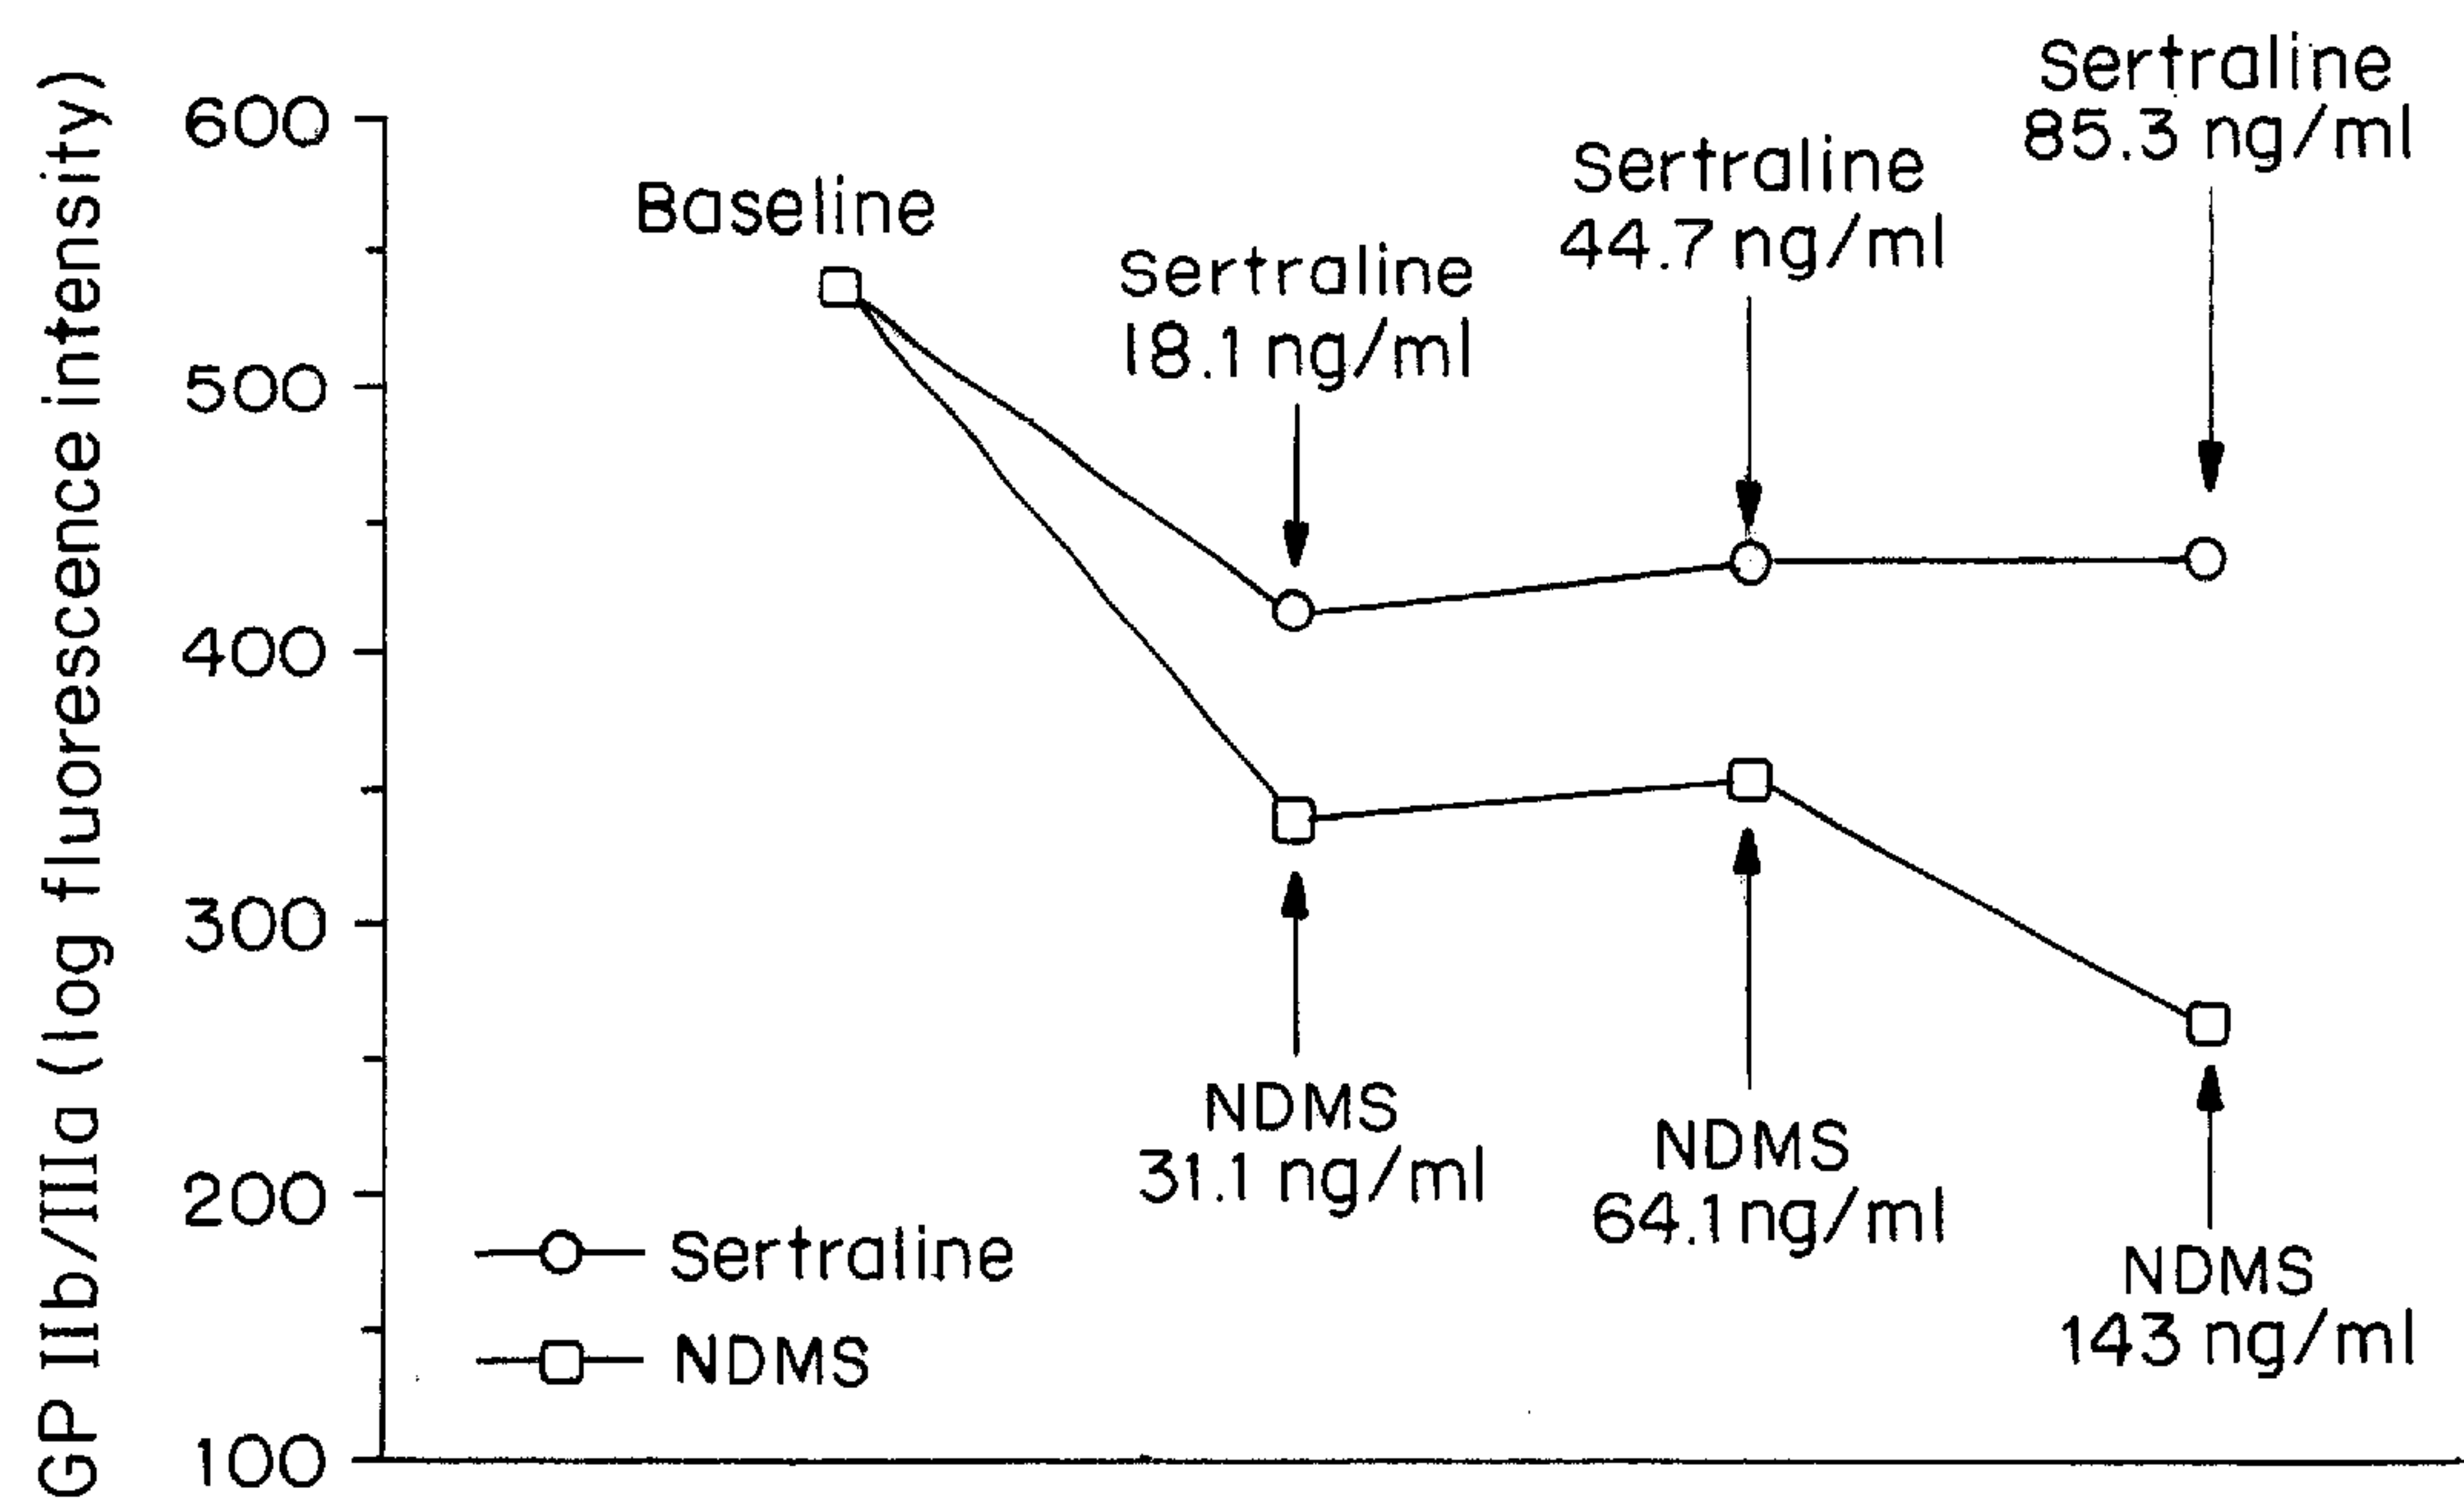 GP IIb/IIIa (log fluorescence intensity)
600
500
400
300
200
100
Baseline
Sertraline
18.1 ng/ml
Sertraline
44.7 ng/ml
Sertraline
85.3 ng/ml
NDMS
31.1 ng/ml
NDMS
64.1 ng/ml
NDMS
143 ng/ml
Sertraline
NDMS